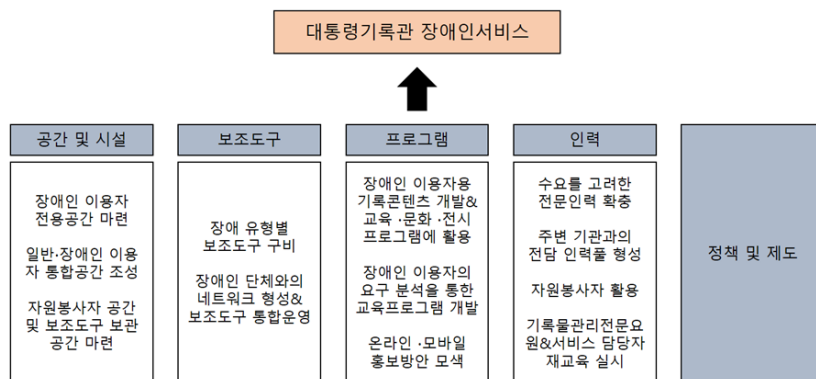 대통령기록관 장애인서비스
공간 및 시설
장애인 이용자
전용공간 마련
일반·장애인 이용
자 통합공간 조성
자원봉사자 공간
및 보조도구 보관
공간 마련
보조도구
장애 유형별
보조도구 구비
장애인 단체와의
네트워크 형성&
보조도구 통합운영
프로그램
장애인 이용자용
기록콘텐츠 개발&
교육 ·문화 ·전시
프로그램에 활용
장애인 이용자의
요구 분석을 통한
교육프로그램 개발
온라인 ·모바일
홍보방안 모색
인력
수요를 고려한
전문인력 확충
주변 기관과의
전담 인력풀 형성
자원봉사자 활용
기록물관리전문요
원&서비스 담당자
재교육 실시
정책 및 제도